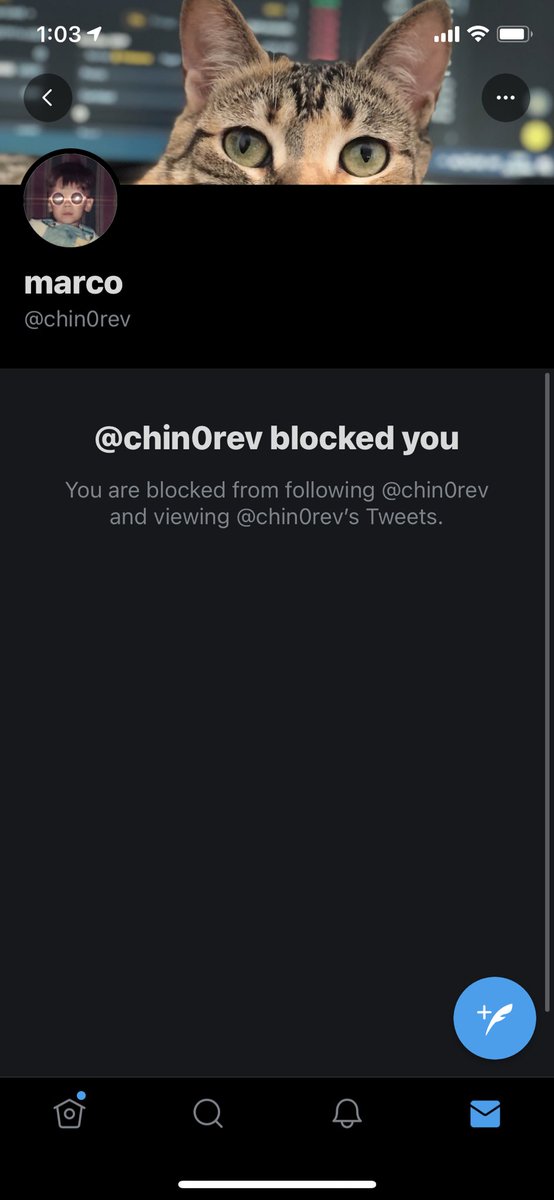 1:03
marco
@chin0rev
@chin0rev blocked you
You are blocked from following @chin0rev
and viewing @chin0rev’s Tweets.